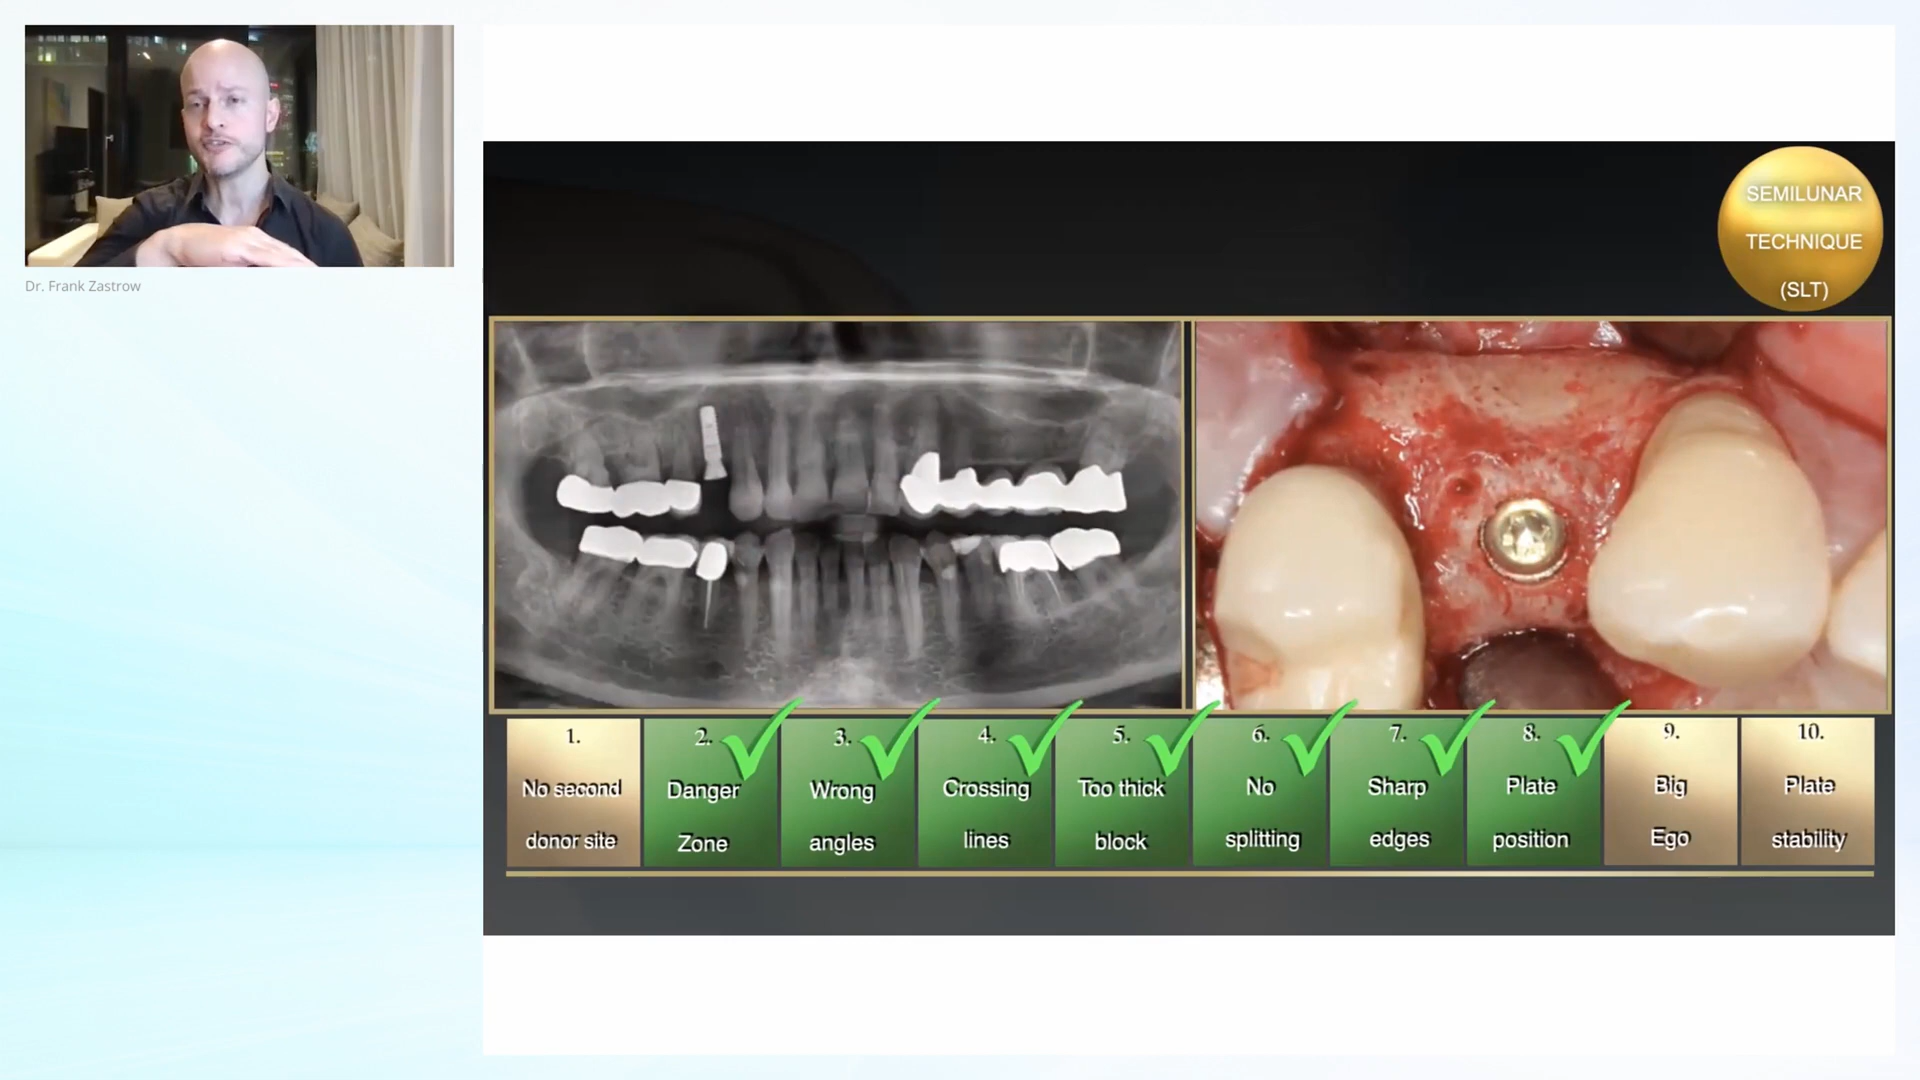 Dr. Frank Zastrow
SEMILUNAR
TECHNIQUE
(SLT)
1.
No second
donor site
2.
Danger
Zone
3.
Wrong
angles
4.
Crossing
lines
5.
Too thick
block
6.
No
splitting
7.
Sharp
edges
8.
Plate
position
9.
Big
Ego
10.
Plate
stability